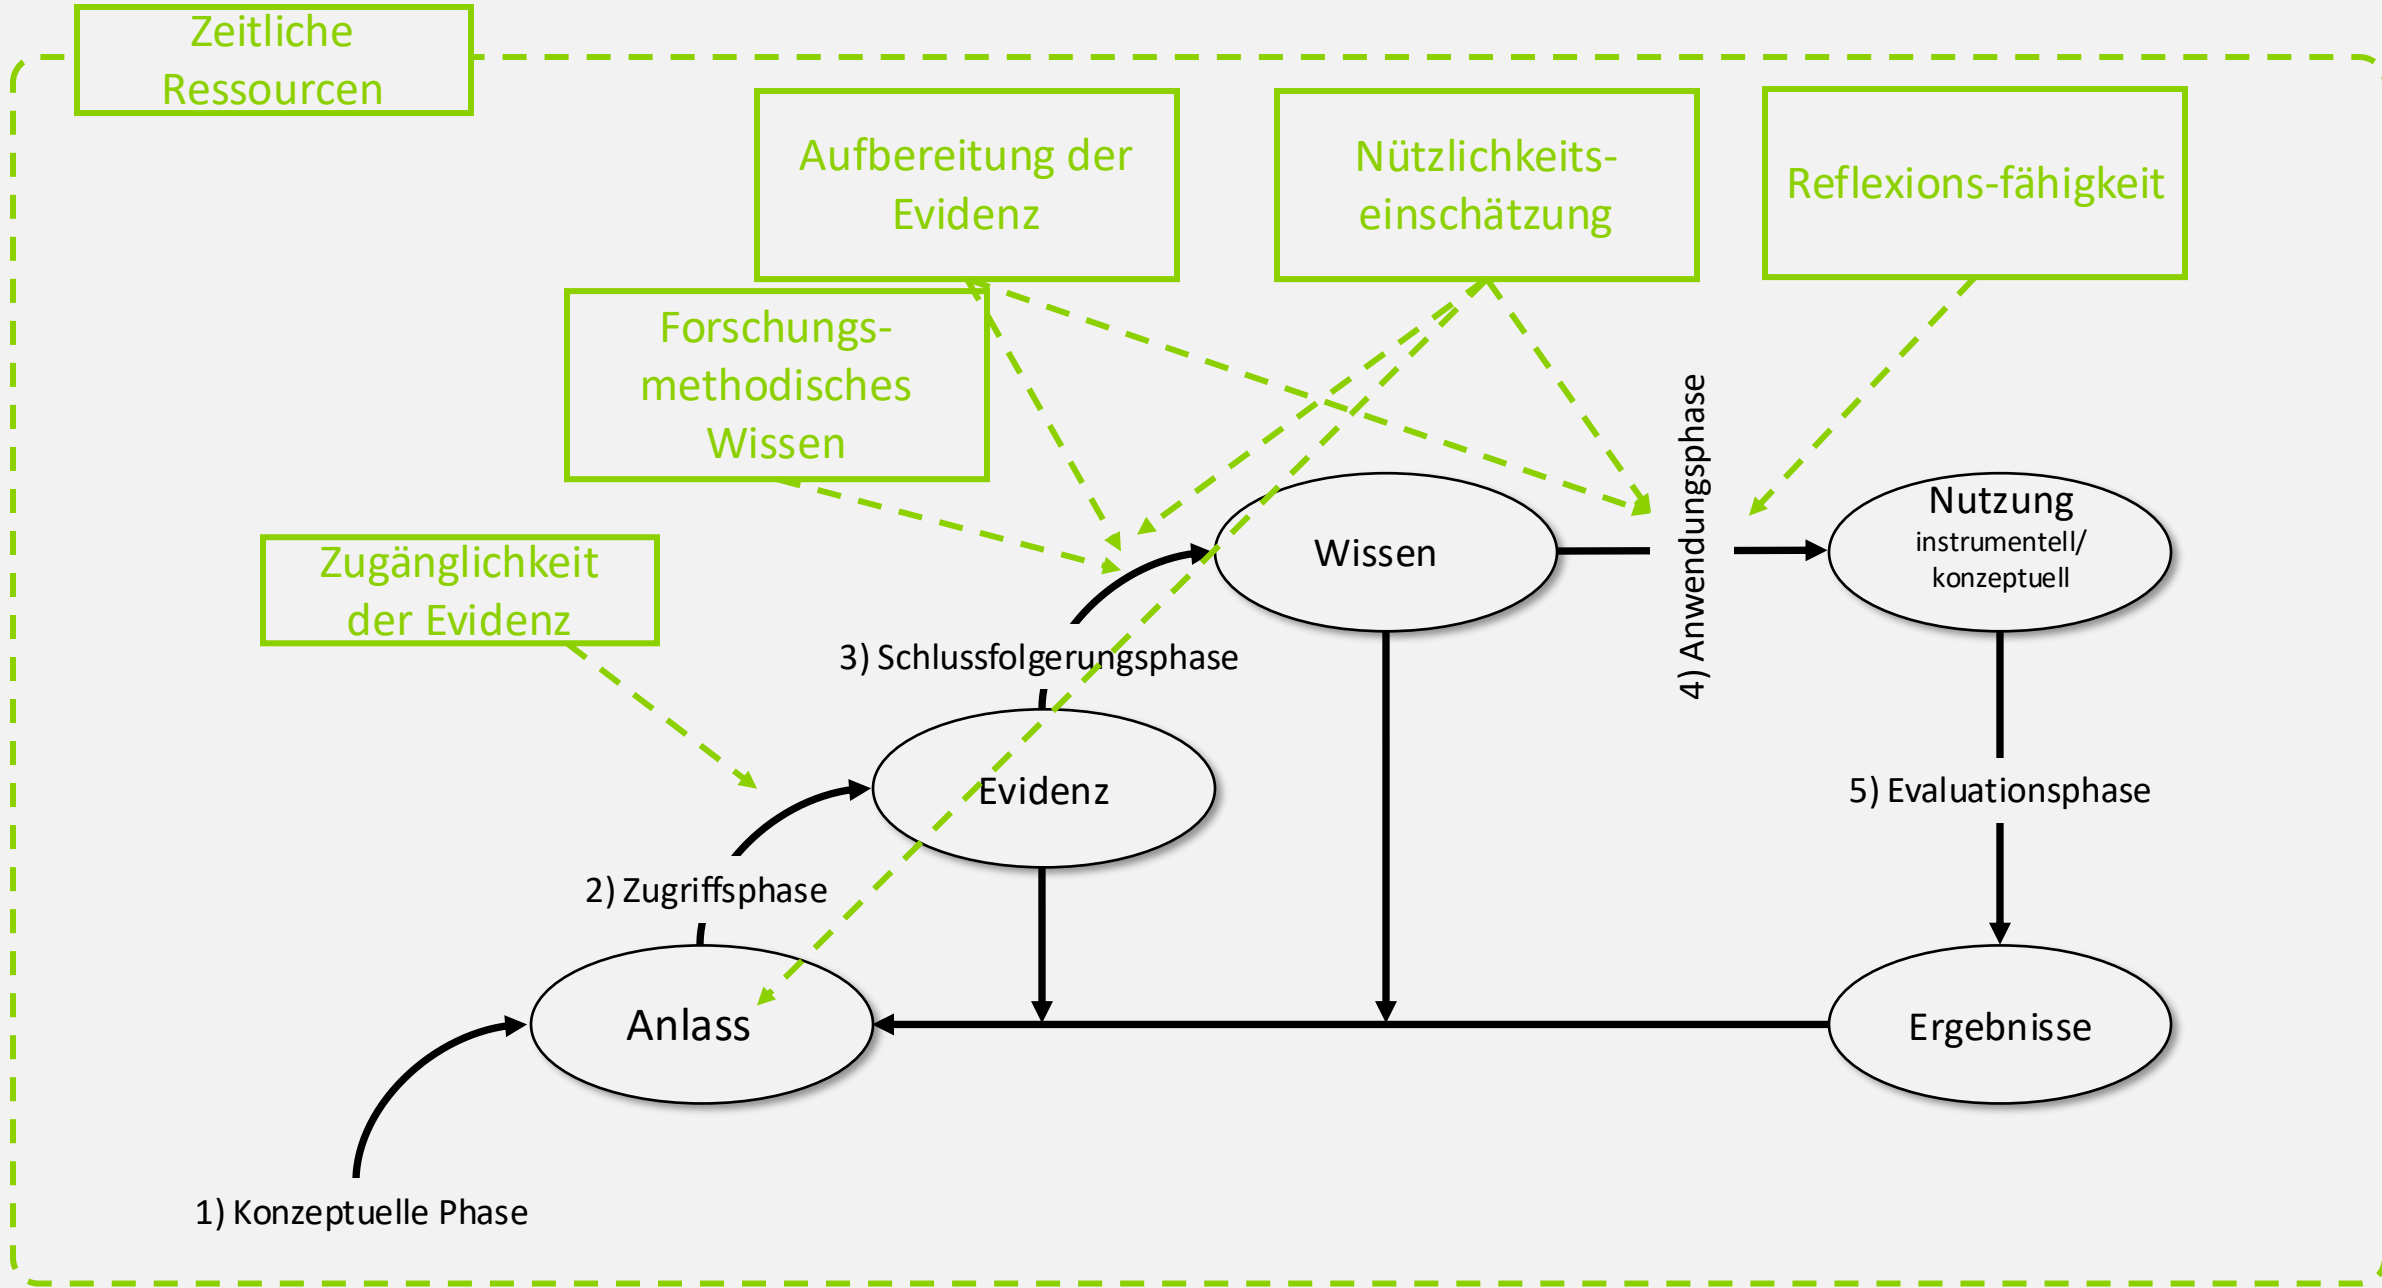 Zeitliche
Ressourcen
Aufbereitung der
Evidenz
Nützlichkeits-
einschätzung
Reflexions-fähigkeit
Forschungs-
methodisches
Wissen
Zugänglichkeit
der Evidenz
Wissen
4) Anwendungsphase
Nutzung
instrumentell/
konzeptuell
3) Schlussfolgerungsphase
Evidenz
5) Evaluationsphase
2) Zugriffsphase
Anlass
Ergebnisse
1) Konzeptuelle Phase